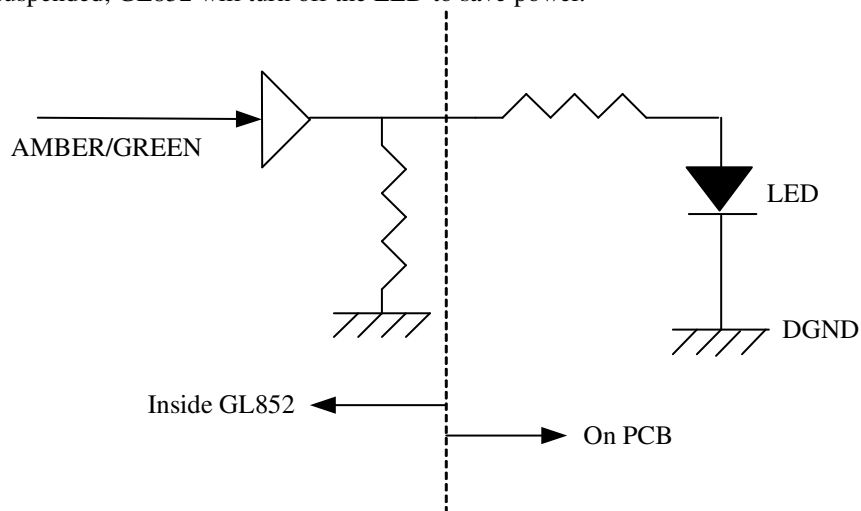 suspended, GL852 will turn off the LED to save power.
AMBER/GREEN
LED
DGND
Inside GL852
On PCB